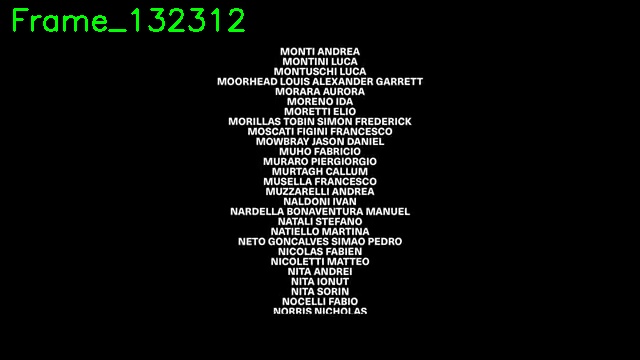 Frame_132312
MONTI ANDREA
MONTINI LUCA
MONTUSCHI LUCA
MOORHEAD LOUIS ALEXANDER GARRETT
MORARA AURORA
MORENO IDA
MORETTI ELIO
MORILLAS TOBIN SIMON FREDERICK
MOSCATI FIGINI FRANCESCO
MOWBRAY JASON DANIEL
MUHO FABRICIO
MURARO PIERGIORGIO
MURTAGH CALLUM
MUSELLA FRANCESCO
MUZZARELLI ANDREA
NALDONI IVAN
NARDELLA BONAVENTURA MANUEL
NATALI STEFANO
NATIELLO MARTINA
NETO GONCALVES SIMAO PEDRO
NICOLAS FABIEN
NICOLETTI MATTEO
NITA ANDREI
NITA IONUT
NITA SORIN
NOCELLI FABIO
NORRIS NICHOLAS